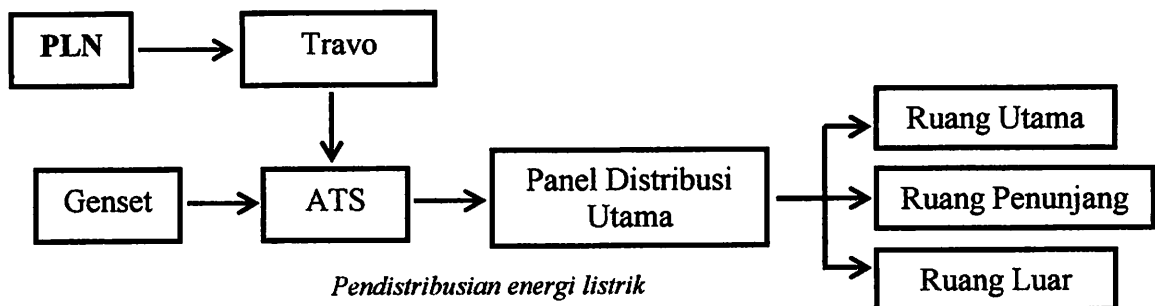 PLN
Travo
Genset
ATS
Panel Distribusi
Utama
Ruang Utama
Ruang Penunjang
Ruang Luar
Pendistribusian energi listrik